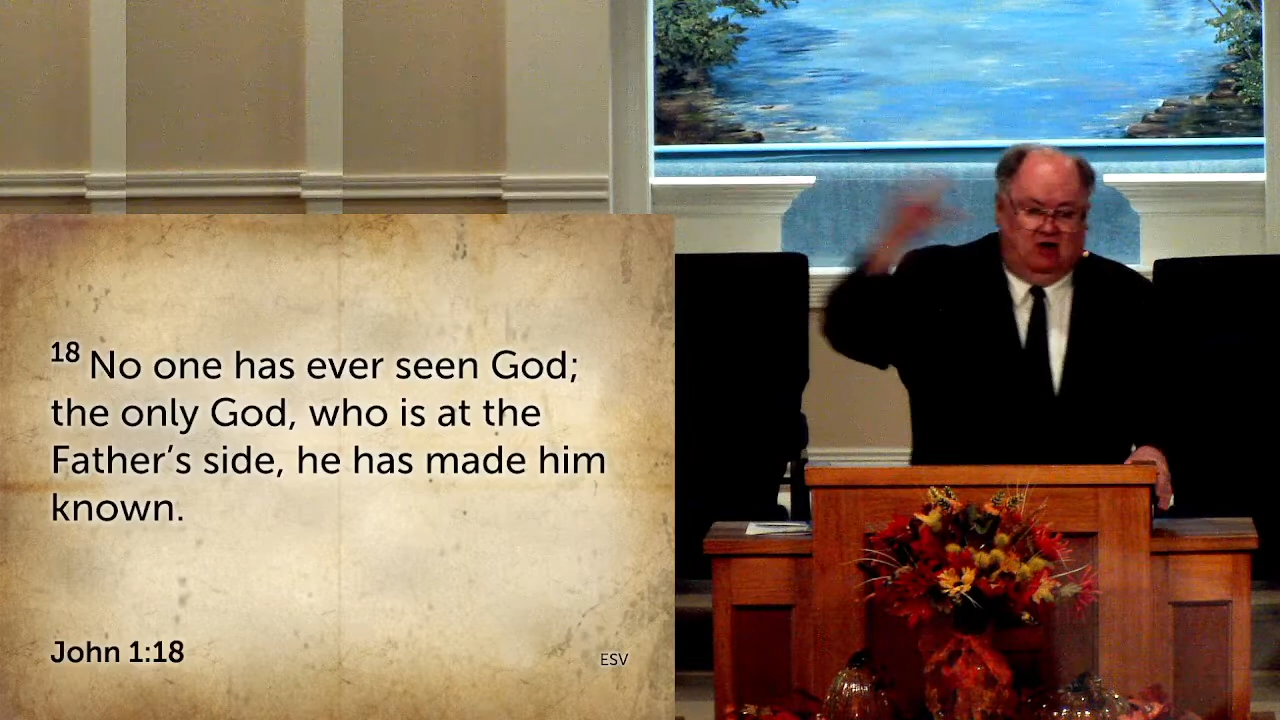 18 No one has ever seen God;
the only God, who is at the
Father’s side, he has made him
known.
John 1:18
ESV